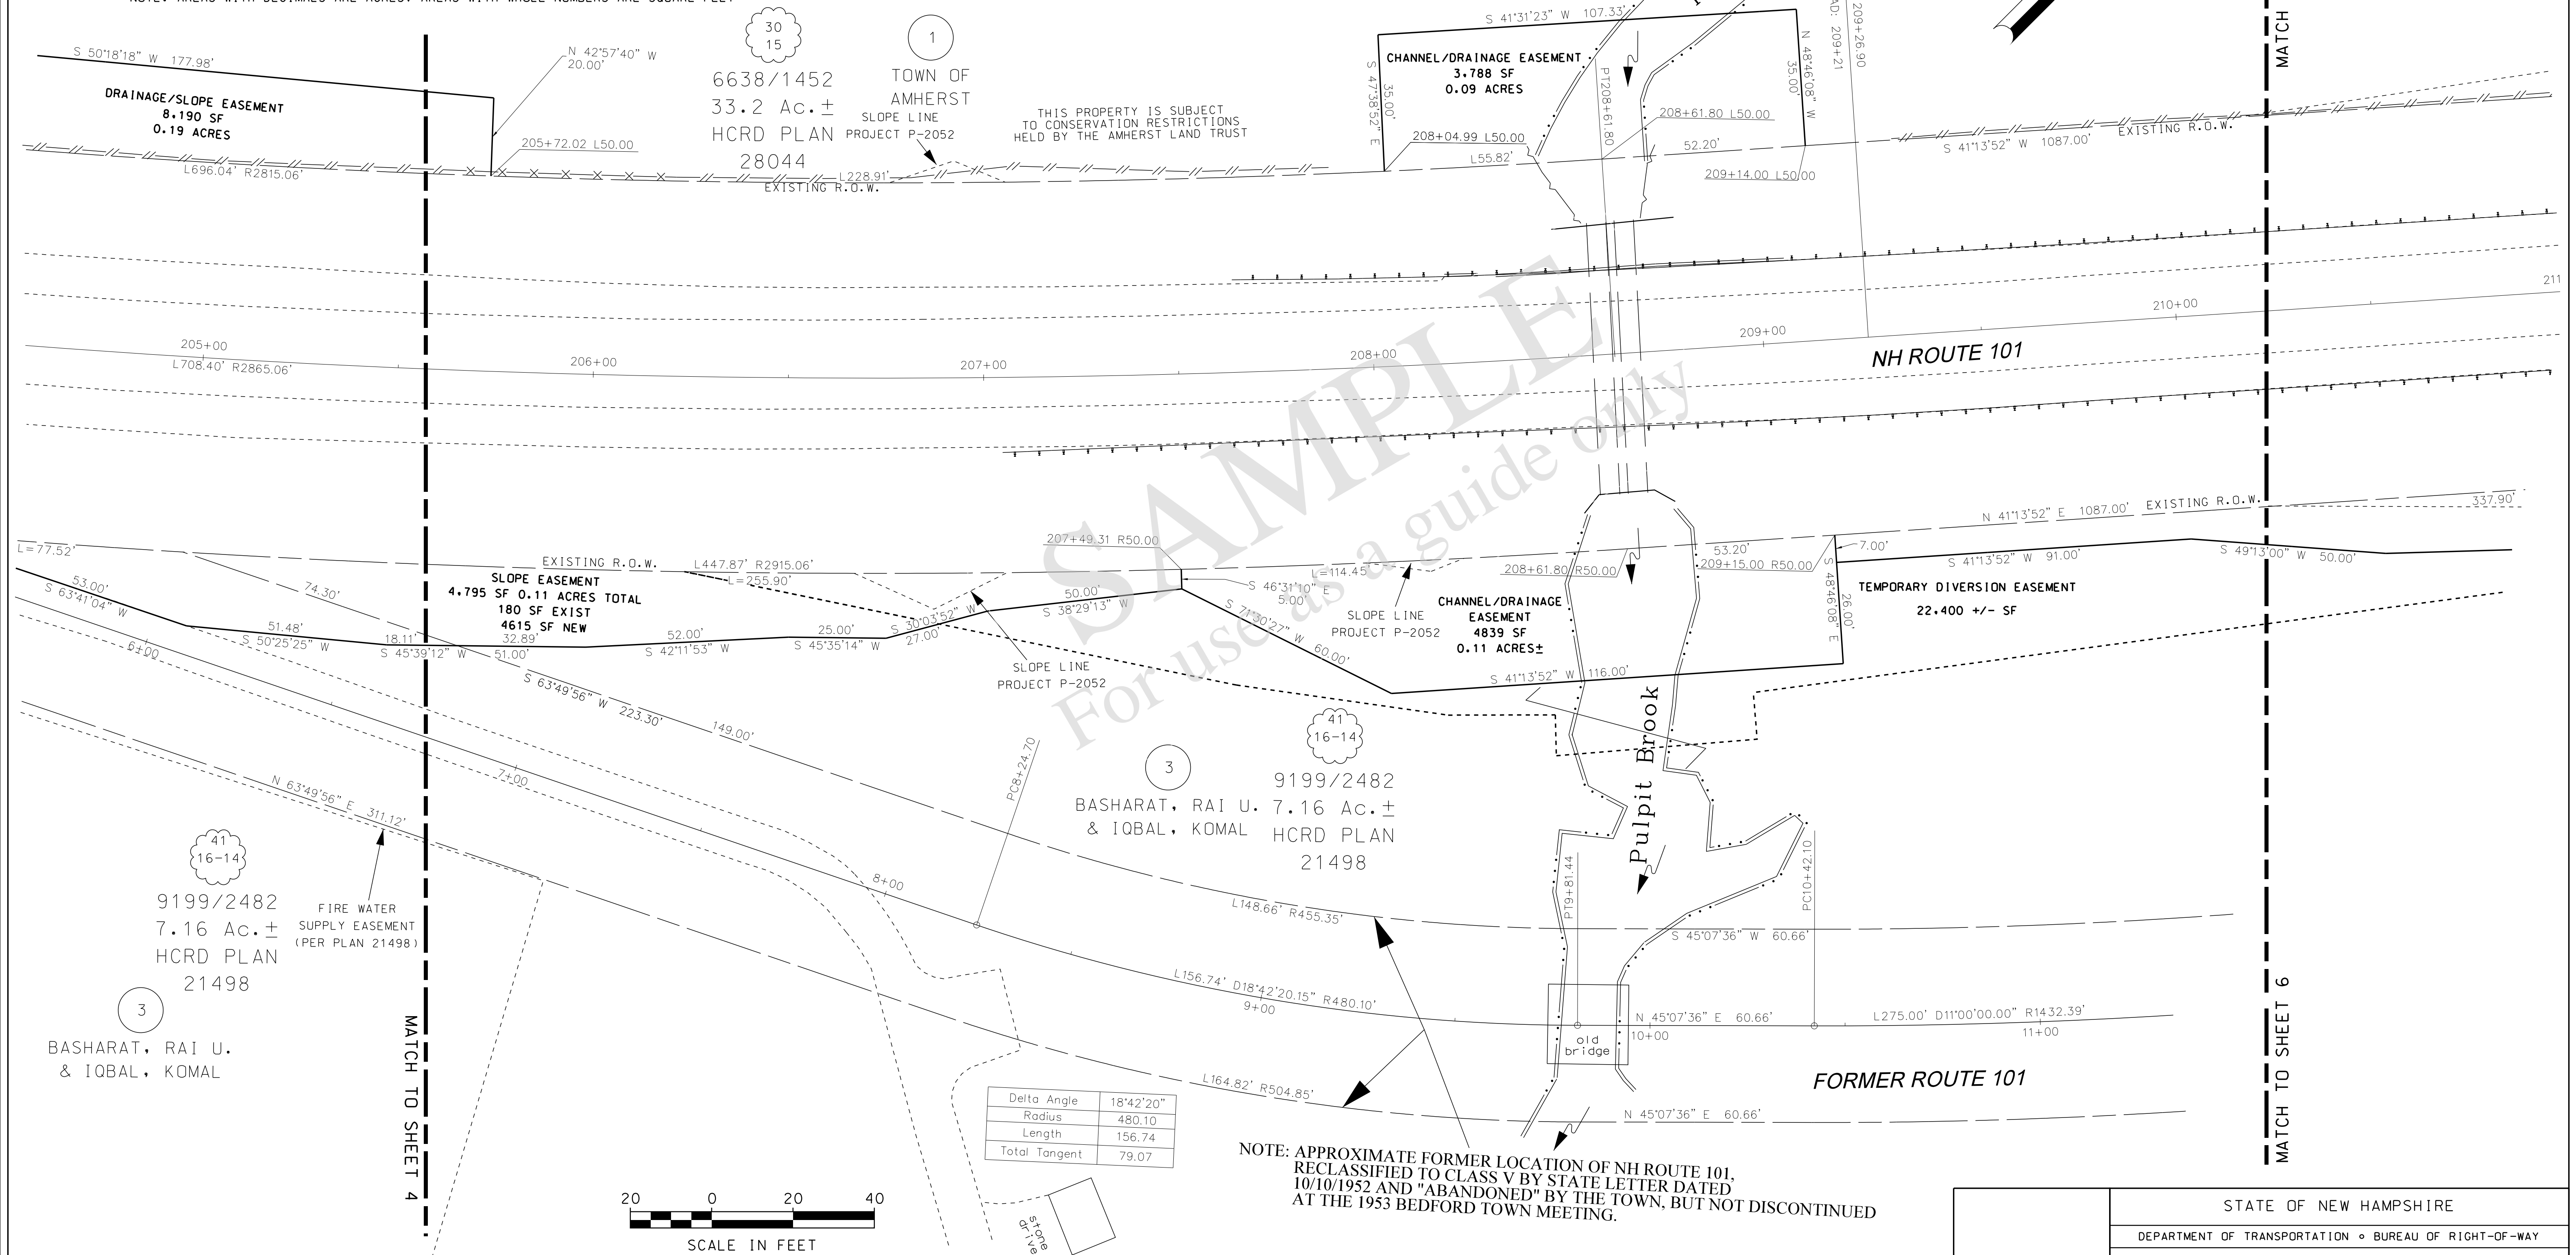 S 50°18'18" W 177.98'
DRAINAGE/SLOPE EASEMENT
8,190 SF
0.19 ACRES
N 42°57'40" W
20.00'
205+72.02 L50.00
L696.04' R2815.06'
30
15
6638/1452
33.2 Ac.±
HCRD PLAN
28044
1
TOWN OF
AMHERST
SLOPE LINE
PROJECT P-2052
THIS PROPERTY IS SUBJECT
TO CONSERVATION RESTRICTIONS
HELD BY THE AMHERST LAND TRUST
L228.91'
EXISTING R.O.W.
S 41°31'23" W 107.33'
CHANNEL/DRAINAGE EASEMENT
3,788 SF
0.09 ACRES
S 47°38'52" E
35.00'
208+04.99 L50.00
L55.82'
PT208+61.80
208+61.80 L50.00
52.20'
209+14.00 L50.00
N 48°46'08" W
35.00'
AD: 209+21
209+26.90
EXISTING R.O.W.
S 41°13'52" W 1087.00'
MATCH
205+00
L708.40' R2865.06'
206+00
207+00
208+00
209+00
210+00
211
NH ROUTE 101
SAMPLE
For use as a guide only
L=77.52'
53.00'
S 63°41'04" W
74.30'
EXISTING R.O.W.
L447.87' R2915.06'
L=255.90'
SLOPE EASEMENT
4,795 SF 0.11 ACRES TOTAL
180 SF EXIST
4615 SF NEW
51.48'
S 50°25'25" W
18.11'
S 45°39'12" W
32.89'
51.00'
52.00'
S 42°11'53" W
25.00'
S 45°35'14" W
S 30°03'52" W
27.00'
50.00'
S 38°29'13" W
207+49.31 R50.00
S 46°31'10" E
5.00'
L=114.45'
SLOPE LINE
PROJECT P-2052
SLOPE LINE
PROJECT P-2052
S 71°30'27" W
60.00'
CHANNEL/DRAINAGE
EASEMENT
4839 SF
0.11 ACRES±
208+61.80 R50.00
53.20'
209+15.00 R50.00
S 41°13'52" W 116.00'
7.00'
S 48°46'08" E
26.00'
N 41°13'52" E 1087.00' EXISTING R.O.W.
337.90'
S 41°13'52" W 91.00'
S 49°13'00" W 50.00'
TEMPORARY DIVERSION EASEMENT
22,400 +/- SF
6+00
7+00
8+00
S 63°49'56" W 223.30'
149.00'
PC8+24.70
N 63°49'56" E 311.12'
41
16-14
9199/2482
7.16 Ac.±
HCRD PLAN
21498
3
BASHARAT, RAI U.
& IQBAL, KOMAL
FIRE WATER
SUPPLY EASEMENT
(PER PLAN 21498)
MATCH TO SHEET 4
3
BASHARAT, RAI U.
& IQBAL, KOMAL
41
16-14
9199/2482
7.16 Ac.±
HCRD PLAN
21498
Pulpit Brook
L148.66' R455.35'
PT9+81.44
PC10+42.10
S 45°07'36" W 60.66'
L156.74' D18°42'20.15" R480.10'
9+00
N 45°07'36" E 60.66'
10+00
L275.00' D11°00'00.00" R1432.39'
11+00
old
bridge
L164.82' R504.85'
N 45°07'36" E 60.66'
FORMER ROUTE 101
MATCH TO SHEET 6
Delta Angle 18°42'20"
Radius 480.10
Length 156.74
Total Tangent 79.07
NOTE: APPROXIMATE FORMER LOCATION OF NH ROUTE 101,
RECLASSIFIED TO CLASS V BY STATE LETTER DATED
10/10/1952 AND "ABANDONED" BY THE TOWN, BUT NOT DISCONTINUED
AT THE 1953 BEDFORD TOWN MEETING.
stone
drive
20 0 20 40
SCALE IN FEET
STATE OF NEW HAMPSHIRE
DEPARTMENT OF TRANSPORTATION ∘ BUREAU OF RIGHT-OF-WAY